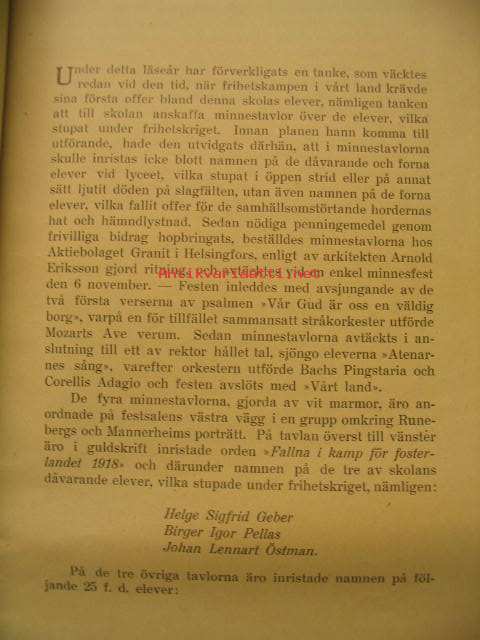 Under detta läseår har förverkligats en tanke, som väcktes
redan vid den tid, när frihetskampen i vårt land krävde
sina första offer bland denna skolas elever, nämligen tanken
att till skolan anskaffa minnestavlor över de elever, vilka
stupat under frihetskriget. Innan planen hann komma till
utförande, hade den utvidgats därhän, att i minnestavlorna
skulle inristas icke blott namnen på de dåvarande och forna
elever vid lyceet, vilka stupat i öppen strid eller på annat
sätt ljutit döden på slagfälten, utan även namnen på de forna
elever, vilka fallit offer för de samhällsomstörtande hordernas
hat och hämndlystnad. Sedan nödiga penningemedel genom
frivilliga bidrag hopbringats, beställdes minnestavlorna hos
Aktiebolaget Granit i Helsingfors, enligt av arkitekten Arnold
Eriksson gjord ritning, och avtäcktes vid en enkel minnesfest
den 6 november. — Festen inleddes med avsjungande av de
två första verserna av psalmen »Vår Gud är oss en väldig
borg», varpå en för tillfället sammansatt stråkorkester utförde
Mozarts Ave verum. Sedan minnestavlorna avtäckts i an-
slutning till ett av rektor hållet tal, sjöngo eleverna »Atenar-
nes sång», varefter orkestern utförde Bachs Pingstaria och
Corellis Adagio och festen avslöts med »Vårt land».
De fyra minnestavlorna, gjorda av vit marmor, äro an-
ordnade på festsalens västra vägg i en grupp omkring Rune-
bergs och Mannerheims porträtt. På tavlan överst till vänster
äro i guldskrift inristade orden »Fallna i kamp för foster-
landet 1918» och därunder namnen på de tre av skolans
dåvarande elever, vilka stupade under frihetskriget, nämligen:
Helge Sigfrid Geber
Birger Igor Pellas
Johan Lennart Östman.
På de tre övriga tavlorna äro inristade namnen på föl-
jande 25 f. d. elever: